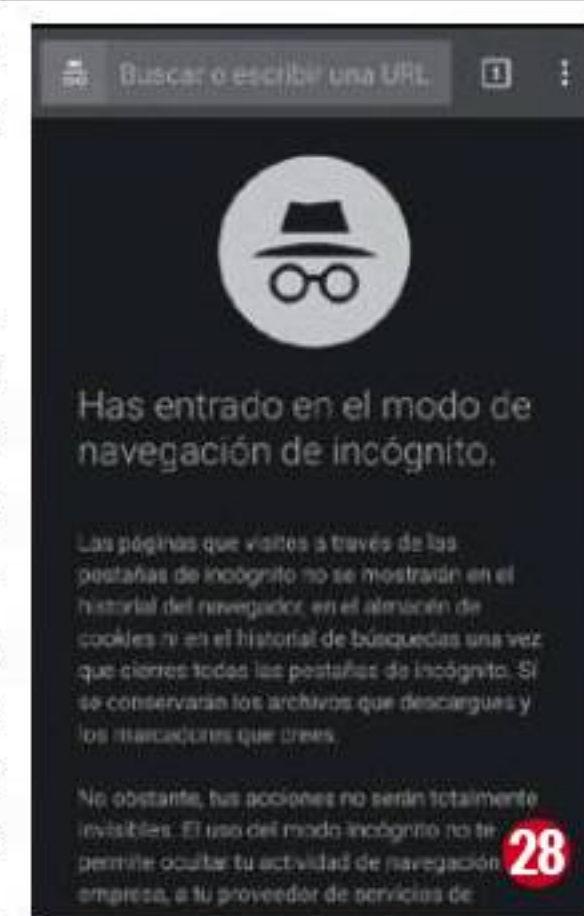 Buscar o escribir una URL
1
Has entrado en el modo de
navegación de incógnito.
Las páginas que visites a través de las
pestañas de incógnito no se mostrarán en el
historial del navegador, en el almacén de
cookies ni en el historial de búsquedas una vez
que cierres todas las pestañas de incógnito. Sí
se conservarán los archivos que descargues y
los marcadores que crees.
No obstante, tus acciones no serán totalmente
invisibles. El uso del modo incógnito no te
permite ocultar tu actividad de navegación
empresa, a tu proveedor de servicios de
28